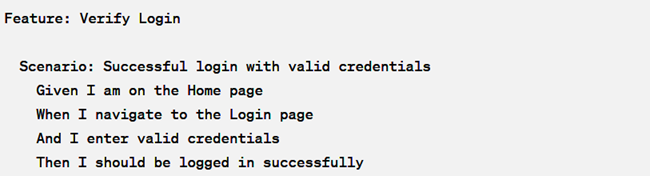 Feature: Verify Login
Scenario: Successful login with valid credentials
Given I am on the Home page
When I navigate to the Login page
And I enter valid credentials
Then I should be logged in successfully